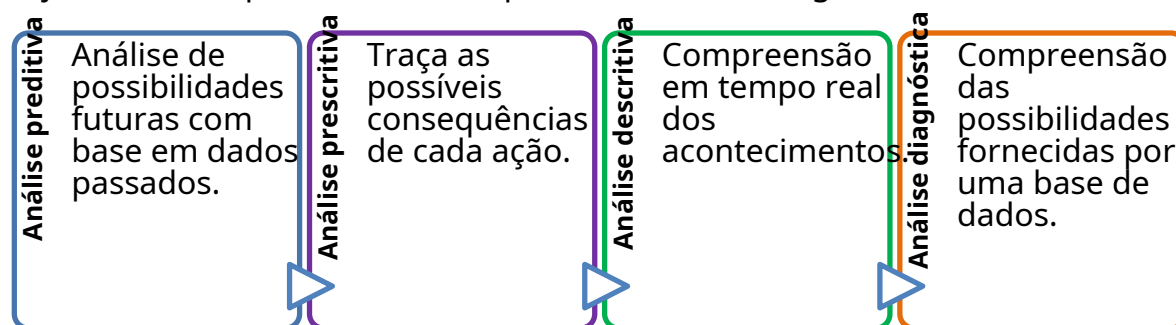 Análise preditiva
Análise de
possibilidades
futuras com
base em dados
passados.
Análise prescritiva
Traça as
possíveis
consequências
de cada ação.
Análise descritiva
Compreensão
em tempo real
dos
acontecimentos.
Análise diagnóstica
Compreensão
das
possibilidades
fornecidas por
uma base de
dados.